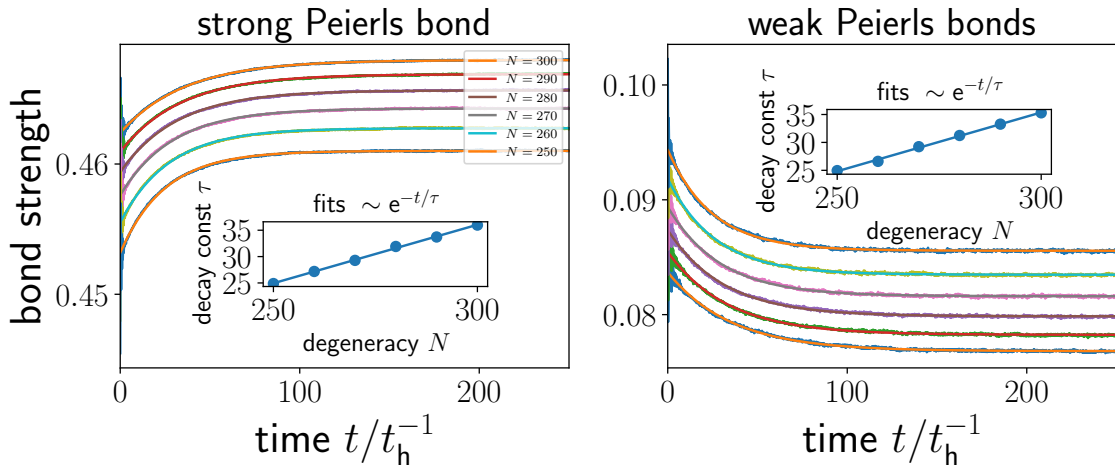 strong Peierls bond
bond strength
0.46
0.45
N = 300
N = 290
N = 280
N = 270
N = 260
N = 250
fits ~ e^{-t/τ}
decay const τ
35
30
25
250
300
degeneracy N
0
100
200
time t/t_h^{-1}
weak Peierls bonds
0.10
0.09
0.08
fits ~ e^{-t/τ}
decay const τ
35
30
25
250
300
degeneracy N
0
100
200
time t/t_h^{-1}